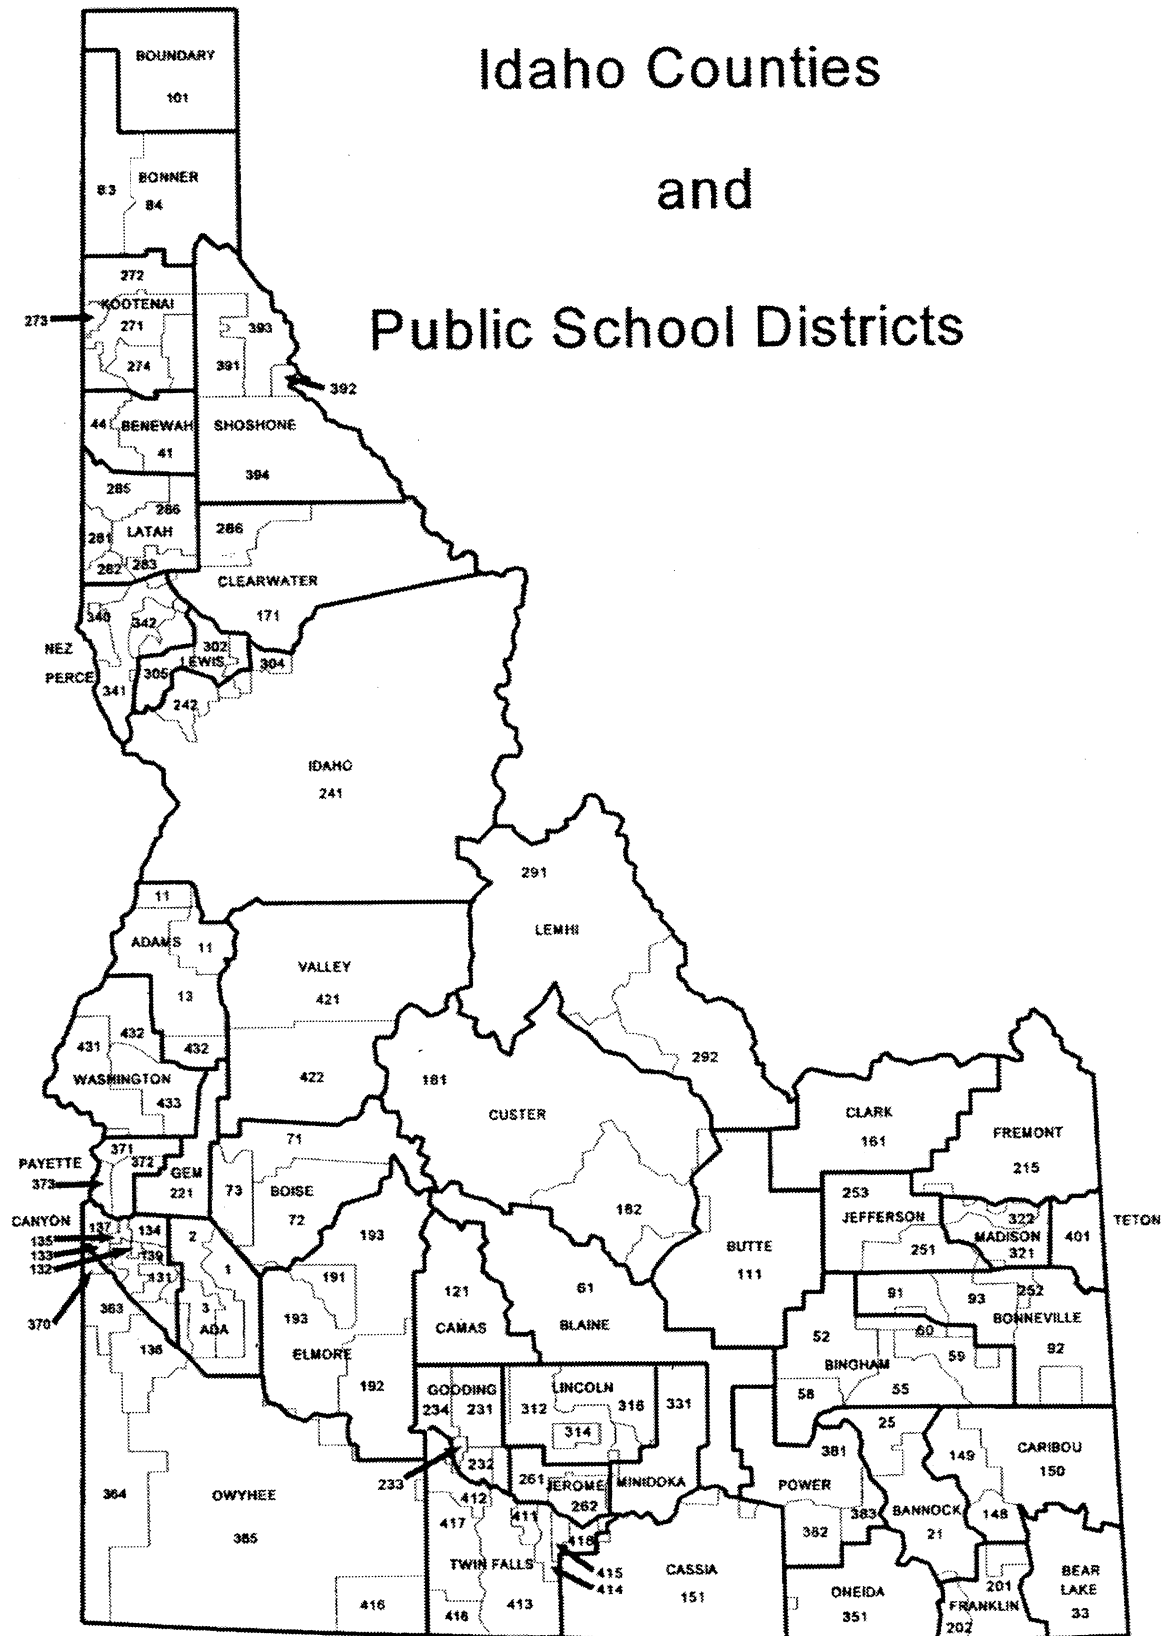 Idaho Counties
and
Public School Districts
BOUNDARY
101
83
BONNER
84
272
KOOTENAI
273
271
274
393
391
392
44
BENEWAH
41
SHOSHONE
394
285
286
281
LATAH
282
283
286
CLEARWATER
171
340
342
NEZ
PERCE
341
302
LEWIS
305
304
242
IDAHO
241
291
LEMHI
292
11
ADAMS
11
13
432
VALLEY
421
422
431
432
WASHINGTON
433
181
CUSTER
182
CLARK
161
FREMONT
215
371
PAYETTE
372
373
GEM
221
71
73
BOISE
72
CANYON
137
134
135
133
132
139
131
370
363
136
2
1
3
ADA
193
191
193
ELMORE
192
121
CAMAS
61
BLAINE
BUTTE
111
253
JEFFERSON
251
322
MADISON
321
401
TETON
91
93
252
BONNEVILLE
92
52
60
59
BINGHAM
58
55
GOODING
234
231
233
232
LINCOLN
312
316
314
331
261
JEROME
262
MINIDOKA
25
381
POWER
382
383
BANNOCK
21
149
CARIBOU
150
148
364
OWYHEE
365
416
412
417
411
418
415
414
TWIN FALLS
413
416
CASSIA
151
ONEIDA
351
201
FRANKLIN
202
BEAR
LAKE
33